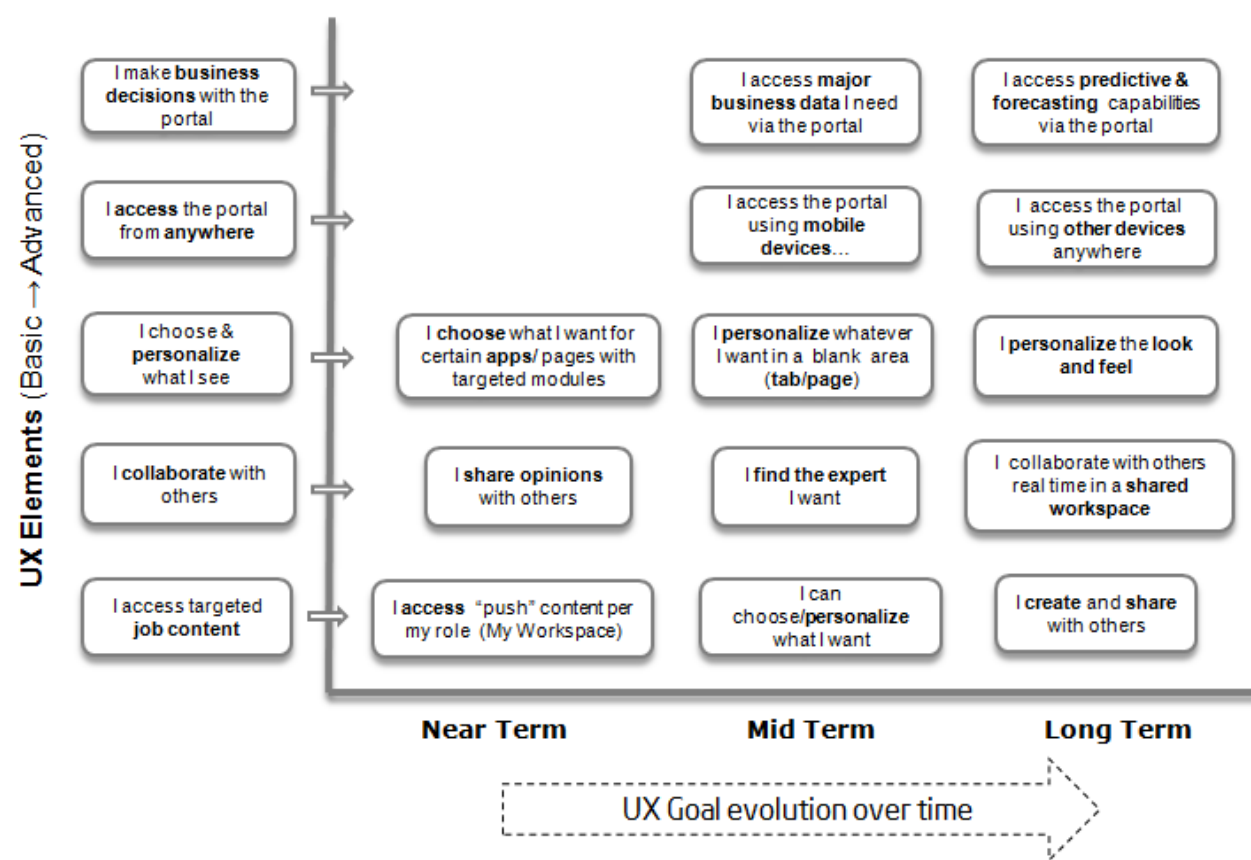 UX Elements (Basic → Advanced)
I make business
decisions with the
portal
I access major
business data I need
via the portal
I access predictive &
forecasting capabilities
via the portal
I access the portal
from anywhere
I access the portal
using mobile
devices...
I access the portal
using other devices
anywhere
I choose &
personalize
what I see
I choose what I want for
certain apps/ pages with
targeted modules
I personalize whatever
I want in a blank area
(tab/page)
I personalize the look
and feel
I collaborate with
others
I share opinions
with others
I find the expert
I want
I collaborate with others
real time in a shared
workspace
I access targeted
job content
I access “push” content per
my role (My Workspace)
I can
choose/personalize
what I want
I create and share
with others
Near Term
Mid Term
Long Term
UX Goal evolution over time